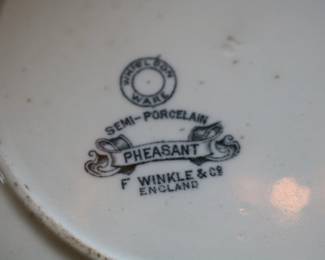 WHIELDON
WARE
SEMI-PORCELAIN
PHEASANT
F WINKLE & Co
ENGLAND